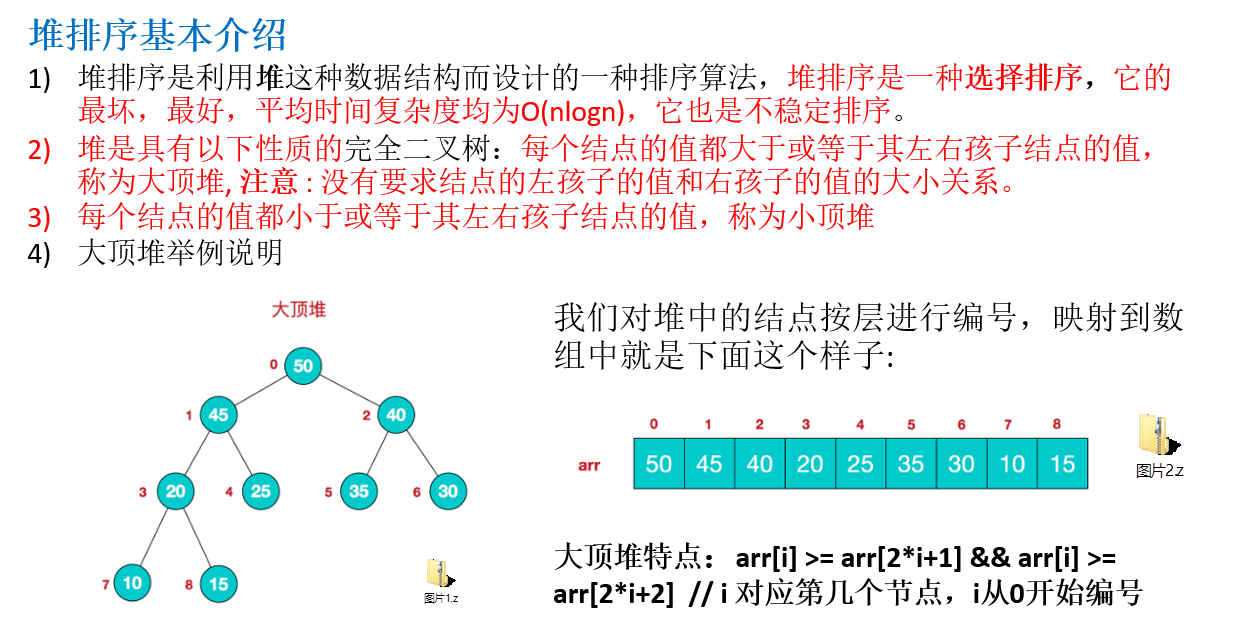 堆排序基本介绍
1) 堆排序是利用堆这种数据结构而设计的一种排序算法，堆排序是一种选择排序，它的
最坏，最好，平均时间复杂度均为O(nlogn)，它也是不稳定排序。
2) 堆是具有以下性质的完全二叉树：每个结点的值都大于或等于其左右孩子结点的值，
称为大顶堆, 注意 : 没有要求结点的左孩子的值和右孩子的值的大小关系。
3) 每个结点的值都小于或等于其左右孩子结点的值，称为小顶堆
4) 大顶堆举例说明
大顶堆
0 50
1 45 2 40
3 20 4 25 5 35 6 30
7 10 8 15
图片1.z
我们对堆中的结点按层进行编号，映射到数
组中就是下面这个样子:
0 1 2 3 4 5 6 7 8
arr 50 45 40 20 25 35 30 10 15
图片2.z
大顶堆特点：arr[i] >= arr[2*i+1] && arr[i] >=
arr[2*i+2] // i 对应第几个节点，i从0开始编号